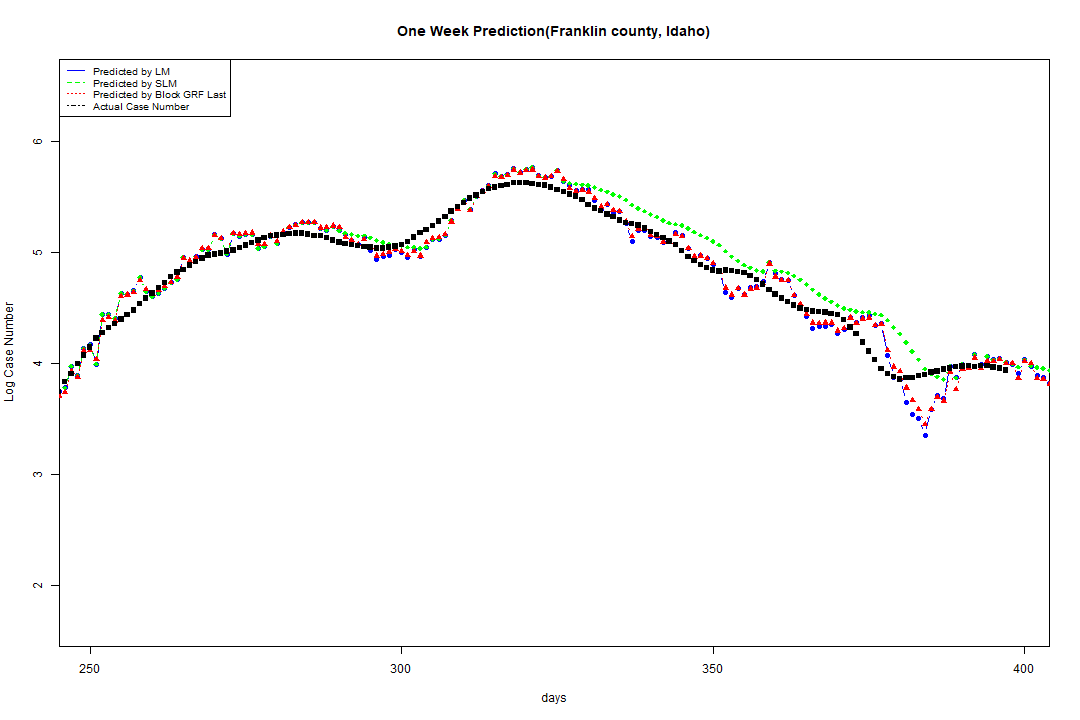 One Week Prediction(Franklin county, Idaho)
Predicted by LM
Predicted by SLM
Predicted by Block GRF Last
Actual Case Number
6
5
4
3
2
Log Case Number
250 300 350 400
days